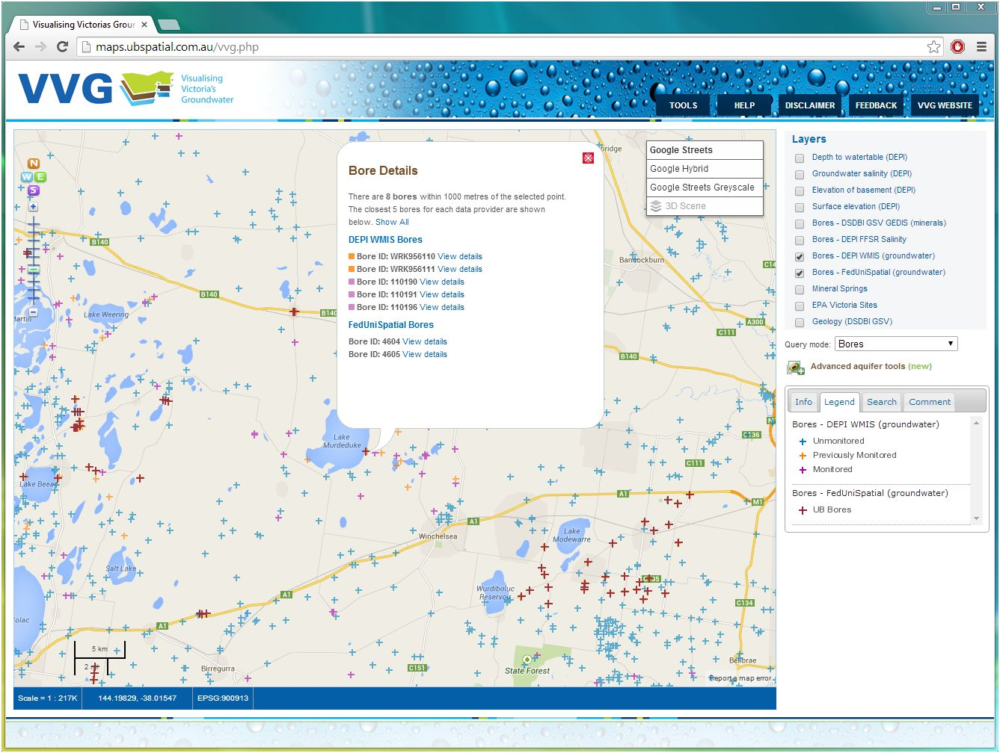 Visualising Victorias Grour
maps.ubspatial.com.au/vvg.php
VVG
Visualising
Victoria's
Groundwater
TOOLS
HELP
DISCLAIMER
FEEDBACK
VVG WEBSITE
N
W E
S
bridge
Google Streets
Google Hybrid
Google Streets Greyscale
3D Scene
Bore Details
There are 8 bores within 1000 metres of the selected point.
The closest 5 bores for each data provider are shown
below. Show All
DEPI WMIS Bores
Bore ID: WRK956110 View details
Bore ID: WRK956111 View details
Bore ID: 110190 View details
Bore ID: 110191 View details
Bore ID: 110196 View details
FedUniSpatial Bores
Bore ID: 4604 View details
Bore ID: 4605 View details
B140
B140
B140
B140
Bannockburn
C14
A300
C111
Martin
Lake Weering
Lake
Murdeduke
C136
C111
Lake Beeac
A1
M1
A1
Winchelsea
Lake
Modewarre
Salt Lake
Wurdiboluc
Reservoir
C135
A1
C134
Colac
A1
5 km
2
Birregurra
C151
State Forest
Bellbrae
Report a map error
Scale = 1 : 217K
144.19829, -38.01547
EPSG:900913
Layers
Depth to watertable (DEPI)
Groundwater salinity (DEPI)
Elevation of basement (DEPI)
Surface elevation (DEPI)
Bores - DSDBI GSV GEDIS (minerals)
Bores - DEPI FFSR Salinity
Bores - DEPI WMIS (groundwater)
Bores - FedUniSpatial (groundwater)
Mineral Springs
EPA Victoria Sites
Geology (DSDBI GSV)
Query mode: Bores
Advanced aquifer tools (new)
Info
Legend
Search
Comment
Bores - DEPI WMIS (groundwater)
Unmonitored
Previously Monitored
Monitored
Bores - FedUniSpatial (groundwater)
UB Bores